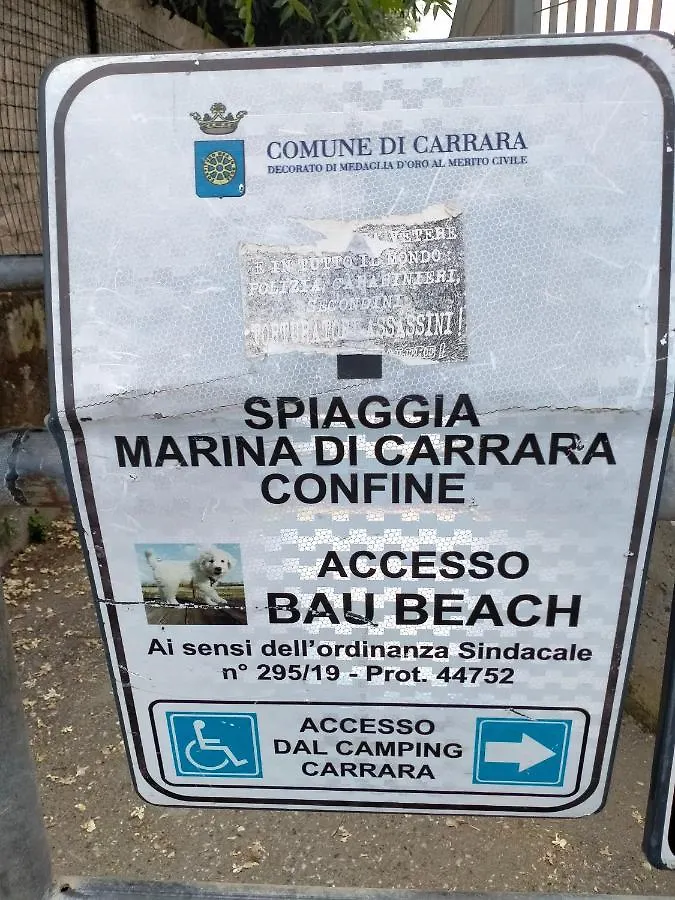 COMUNE DI CARRARA
DECORATO DI MEDAGLIA D'ORO AL MERITO CIVILE
E IN TUTTO IL MONDO:
POLIZIA, CARABINIERI,
SECONDINI
TORTURATORI ASSASSINI!
SPIAGGIA
MARINA DI CARRARA
CONFINE
ACCESSO
BAU BEACH
Ai sensi dell'ordinanza Sindacale
n° 295/19 - Prot. 44752
ACCESSO
DAL CAMPING
CARRARA